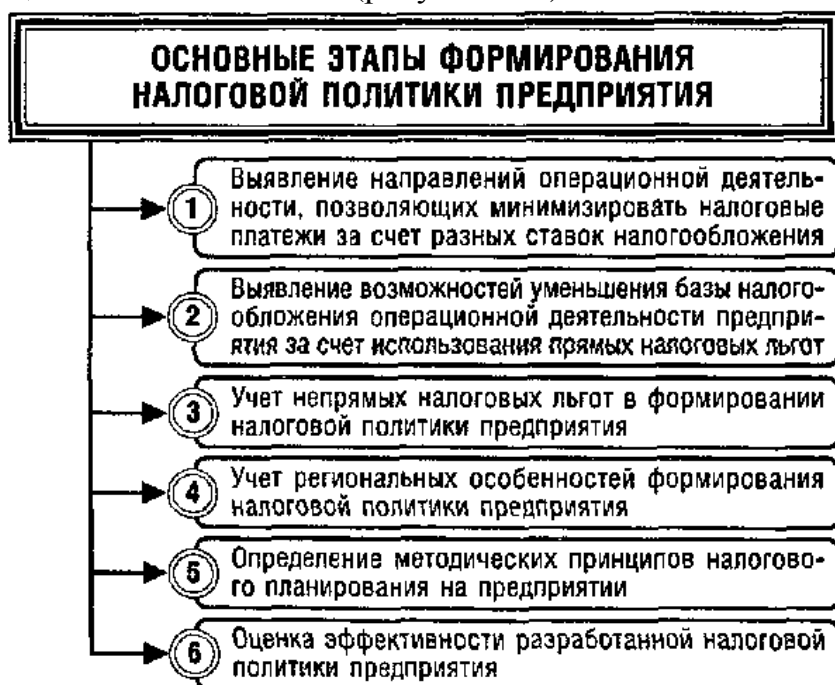 ОСНОВНЫЕ ЭТАПЫ ФОРМИРОВАНИЯ
НАЛОГОВОЙ ПОЛИТИКИ ПРЕДПРИЯТИЯ
1
Выявление направлений операционной деятель-
ности, позволяющих минимизировать налоговые
платежи за счет разных ставок налогообложения
2
Выявление возможностей уменьшения базы налого-
обложения операционной деятельности предпри-
ятия за счет использования прямых налоговых льгот
3
Учет непрямых налоговых льгот в формировании
налоговой политики предприятия
4
Учет региональных особенностей формирования
налоговой политики предприятия
5
Определение методических принципов налогово-
го планирования на предприятии
6
Оценка эффективности разработанной налоговой
политики предприятия